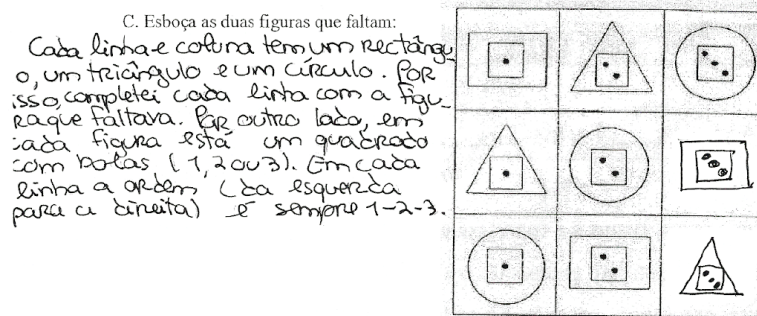 C. Esboça as duas figuras que faltam:
Cada linha e coluna tem um rectângu-
o, um triângulo e um círculo. Por
isso, completei cada linha com a figu-
ra que faltava. Por outro lado, em
cada figura está um quadrado
com bolas (1, 2 ou 3). Em cada
linha a ordem (da esquerda
para a direita) é sempre 1-2-3.